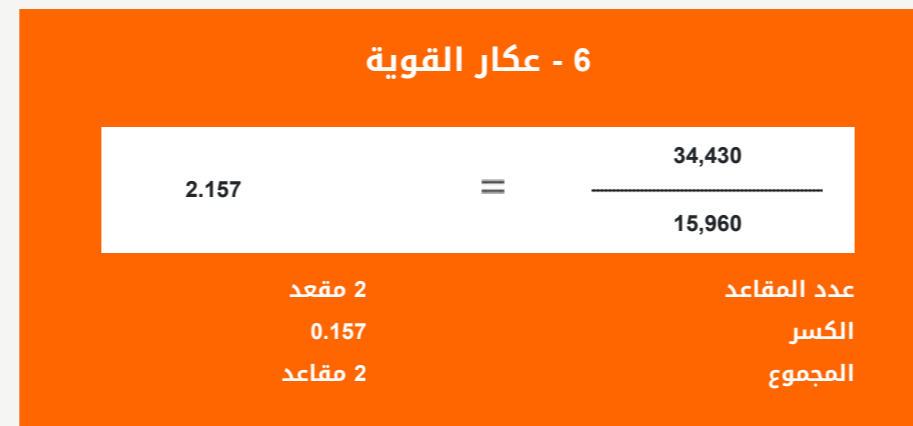 6 - عكار القوية
34,430
2.157 = 
15,960
عدد المقاعد 2 مقعد
الكسر 0.157
المجموع 2 مقاعد